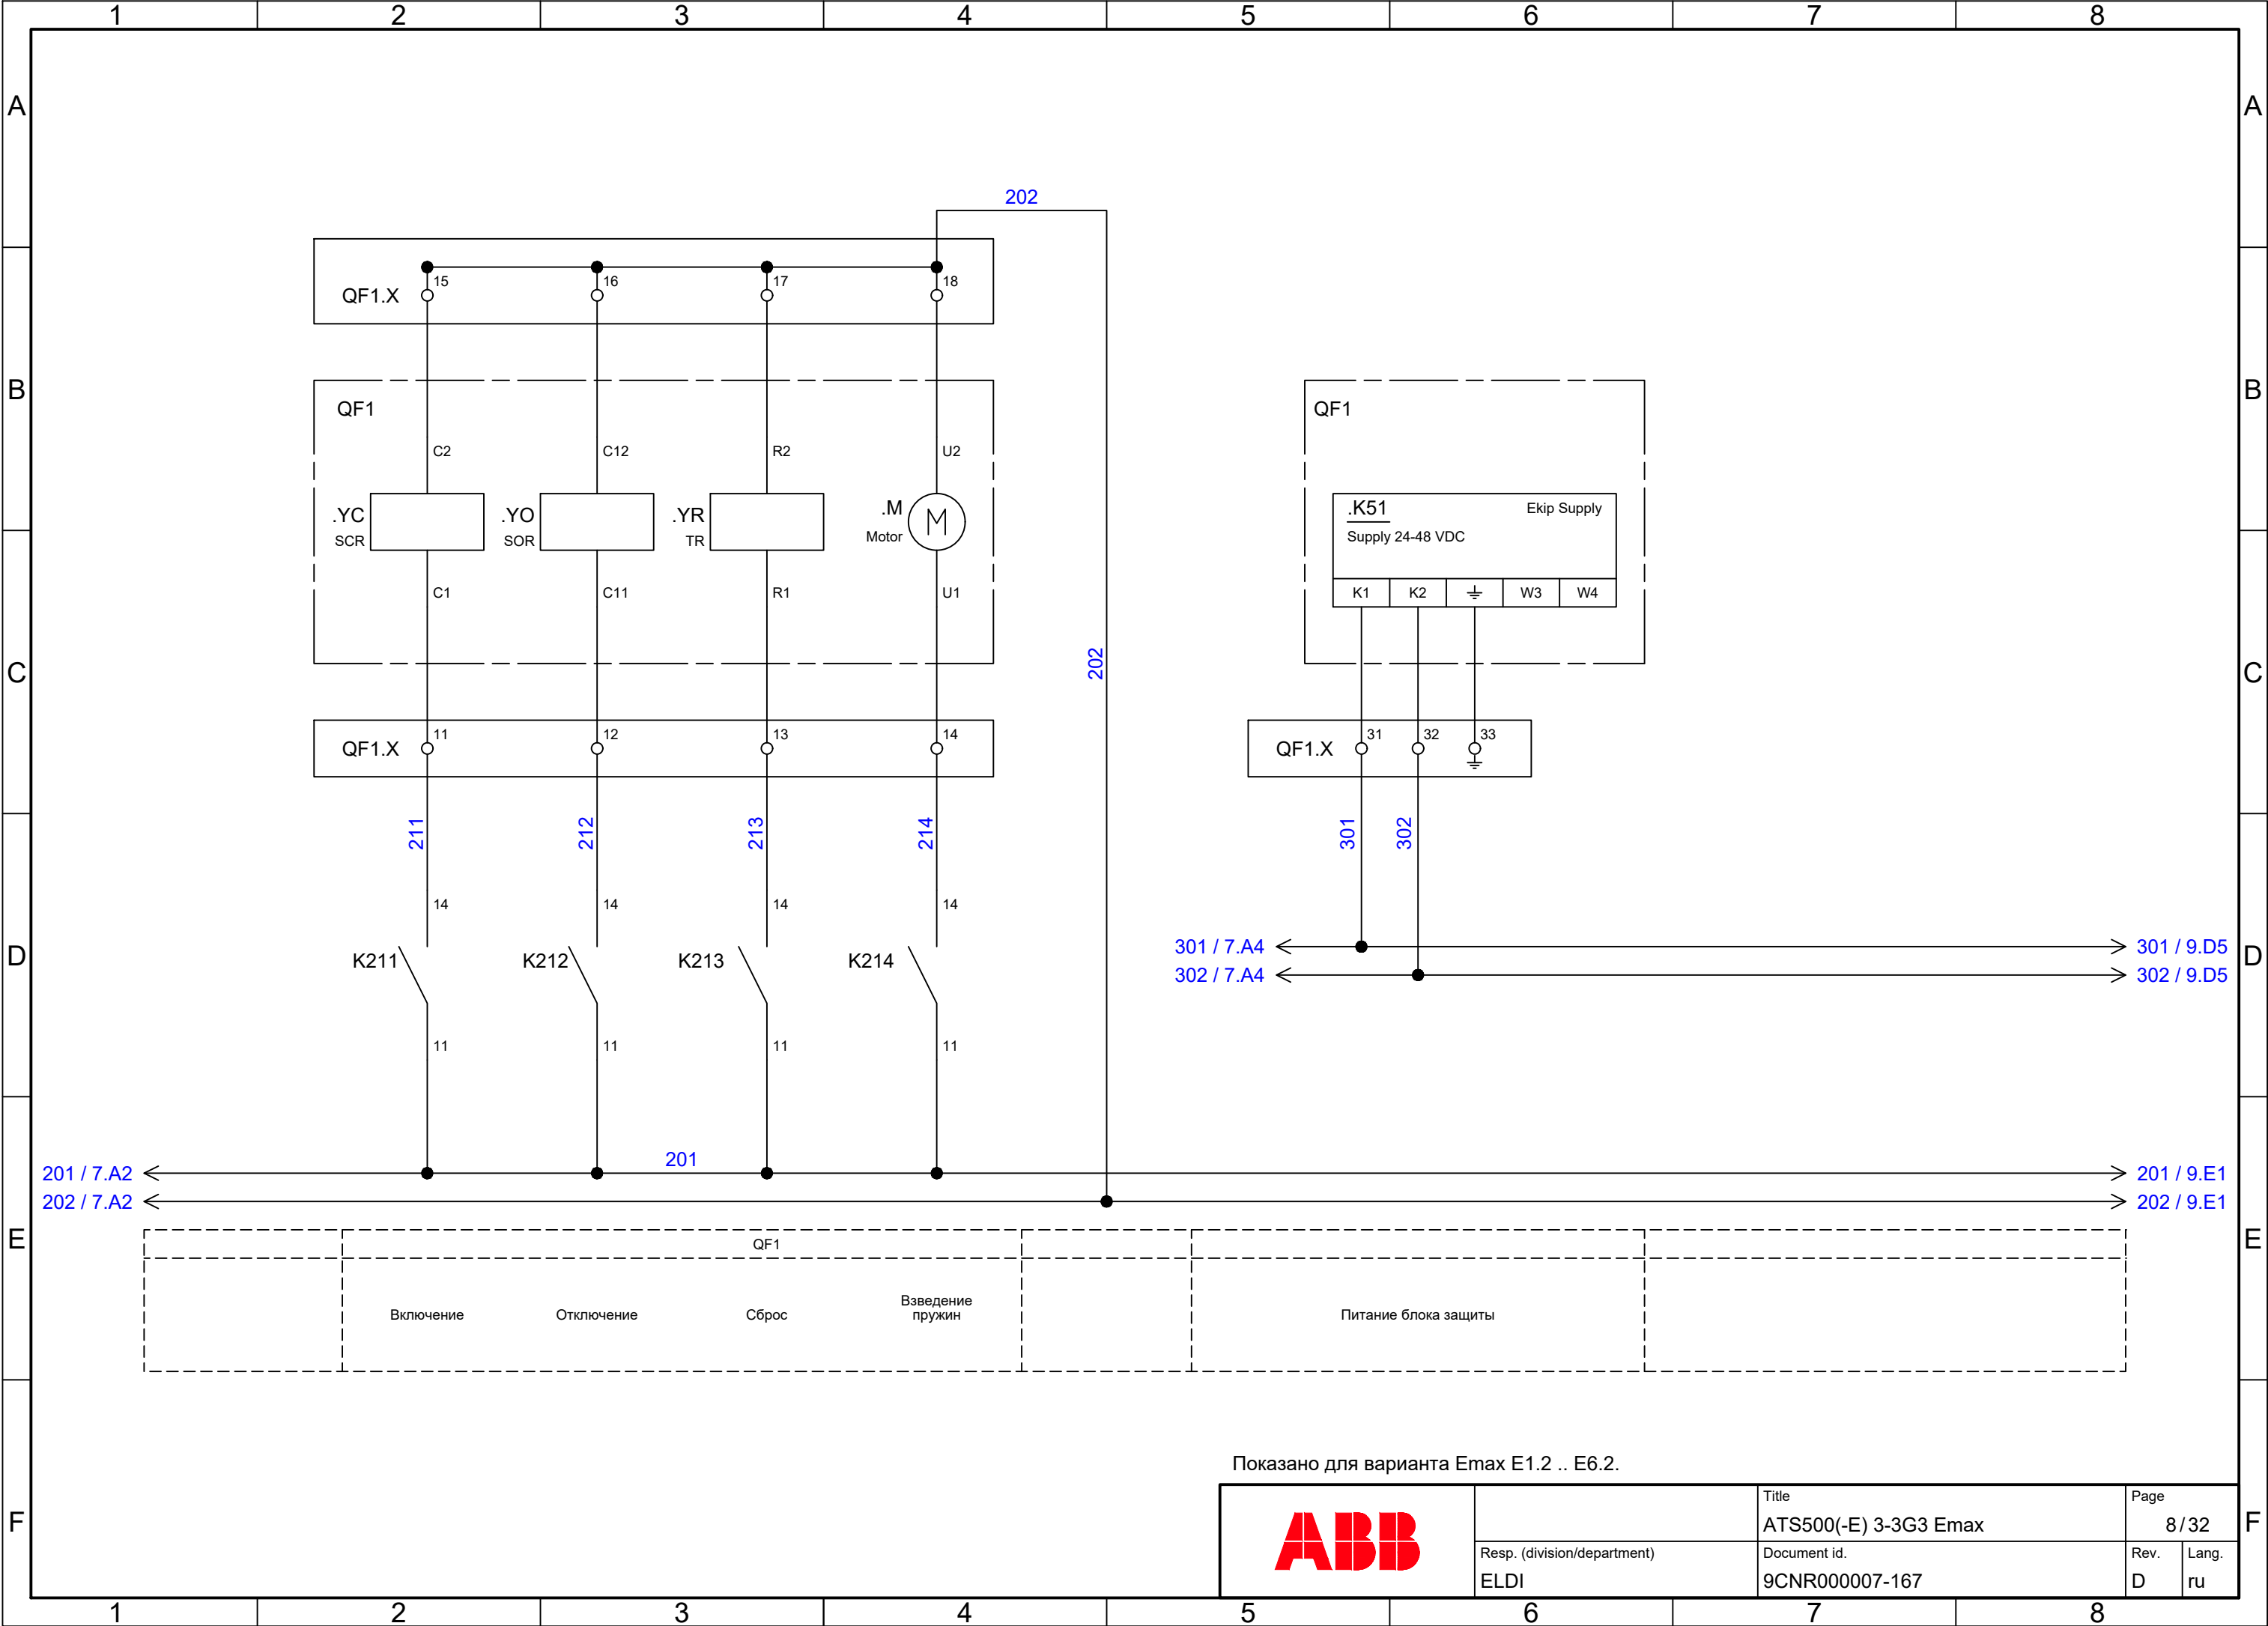 1 2 3 4 5 6 7 8
A A
202
15 16 17 18
QF1.X
B B
QF1 QF1
C2 C12 R2 U2
.YC .YO .YR .M M
SCR SOR TR Motor
.K51 Ekip Supply
Supply 24-48 VDC
C1 C11 R1 U1
K1 K2 W3 W4
202
C C
11 12 13 14 31 32 33
QF1.X QF1.X
211 212 213 214 301 302
14 14 14 14
301 / 7.A4 301 / 9.D5
K211 K212 K213 K214
D D
302 / 7.A4 302 / 9.D5
11 11 11 11
201
201 / 7.A2 201 / 9.E1
202 / 7.A2 202 / 9.E1
E E
QF1
Включение Отключение Сброс Взведение
пружин
Питание блока защиты
Показано для варианта Emax E1.2 .. E6.2.
F F
ABB
Title
ATS500(-E) 3-3G3 Emax
Page
8/32
Resp. (division/department)
ELDI
Document id.
9CNR000007-167
Rev.
D
Lang.
ru
1 2 3 4 5 6 7 8